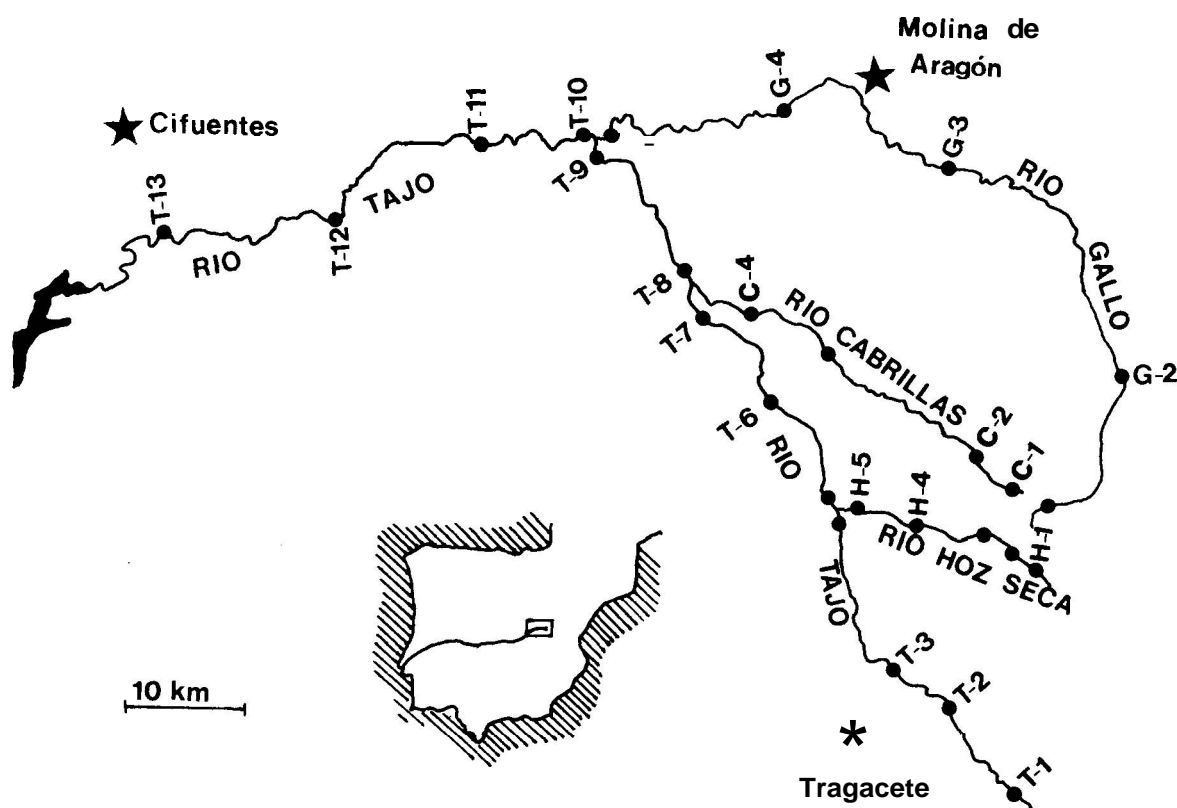 Molina de
Aragón
Cifuentes
G-4
T-10
T-11
G-3
RIO
T-9
T-13
TAJO
T-12
RIO
GALLO
T-8
C-4
RIO CABRILLAS
T-7
G-2
T-6
RIO
C-2
C-1
H-5
H-4
H-1
RIO HOZ SECA
TAJO
T-3
T-2
10 km
T-1
Tragacete